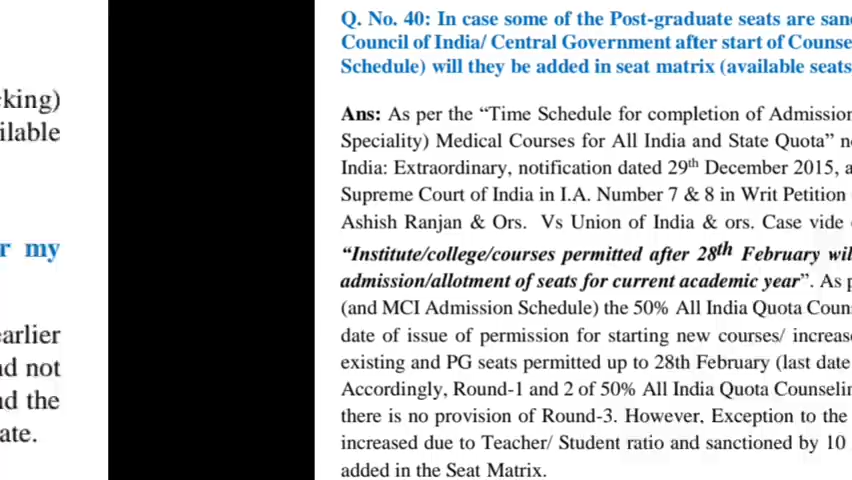 cking)
ilable
r my
earlier
nd not
nd the
ate.
Q. No. 40: In case some of the Post-graduate seats are san
Council of India/ Central Government after start of Counse
Schedule) will they be added in seat matrix (available seats
Ans: As per the “Time Schedule for completion of Admission
Speciality) Medical Courses for All India and State Quota” n
India: Extraordinary, notification dated 29th December 2015, a
Supreme Court of India in I.A. Number 7 & 8 in Writ Petition
Ashish Ranjan & Ors. Vs Union of India & ors. Case vide
“Institute/college/courses permitted after 28th February wil
admission/allotment of seats for current academic year”. As p
(and MCI Admission Schedule) the 50% All India Quota Coun
date of issue of permission for starting new courses/ increas
existing and PG seats permitted up to 28th February (last date
Accordingly, Round-1 and 2 of 50% All India Quota Counselin
there is no provision of Round-3. However, Exception to the
increased due to Teacher/ Student ratio and sanctioned by 10
added in the Seat Matrix.